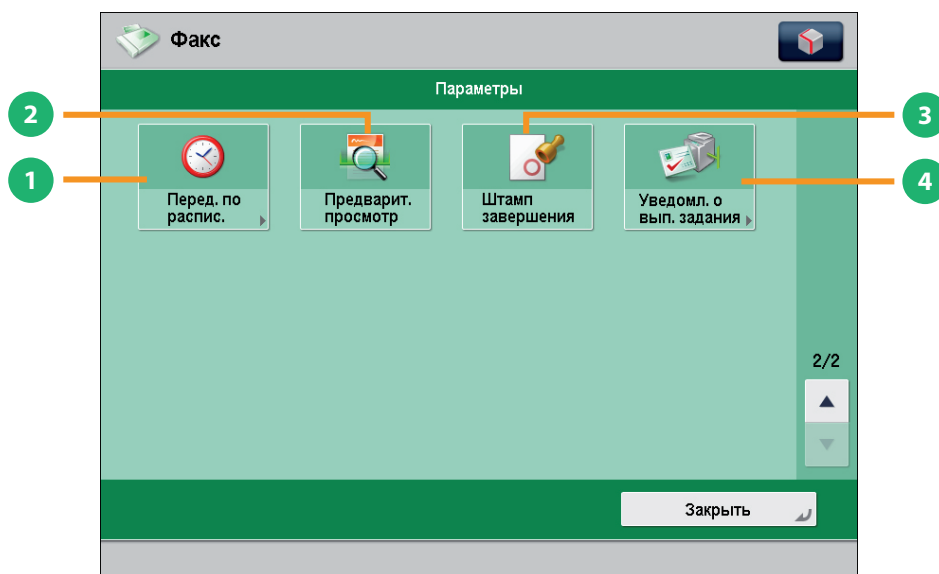 Факс
Параметры
2
3
1
4
Перед. по
распис.
Предварит.
просмотр
Штамп
завершения
Уведомл. о
вып. задания
2/2
Закрыть